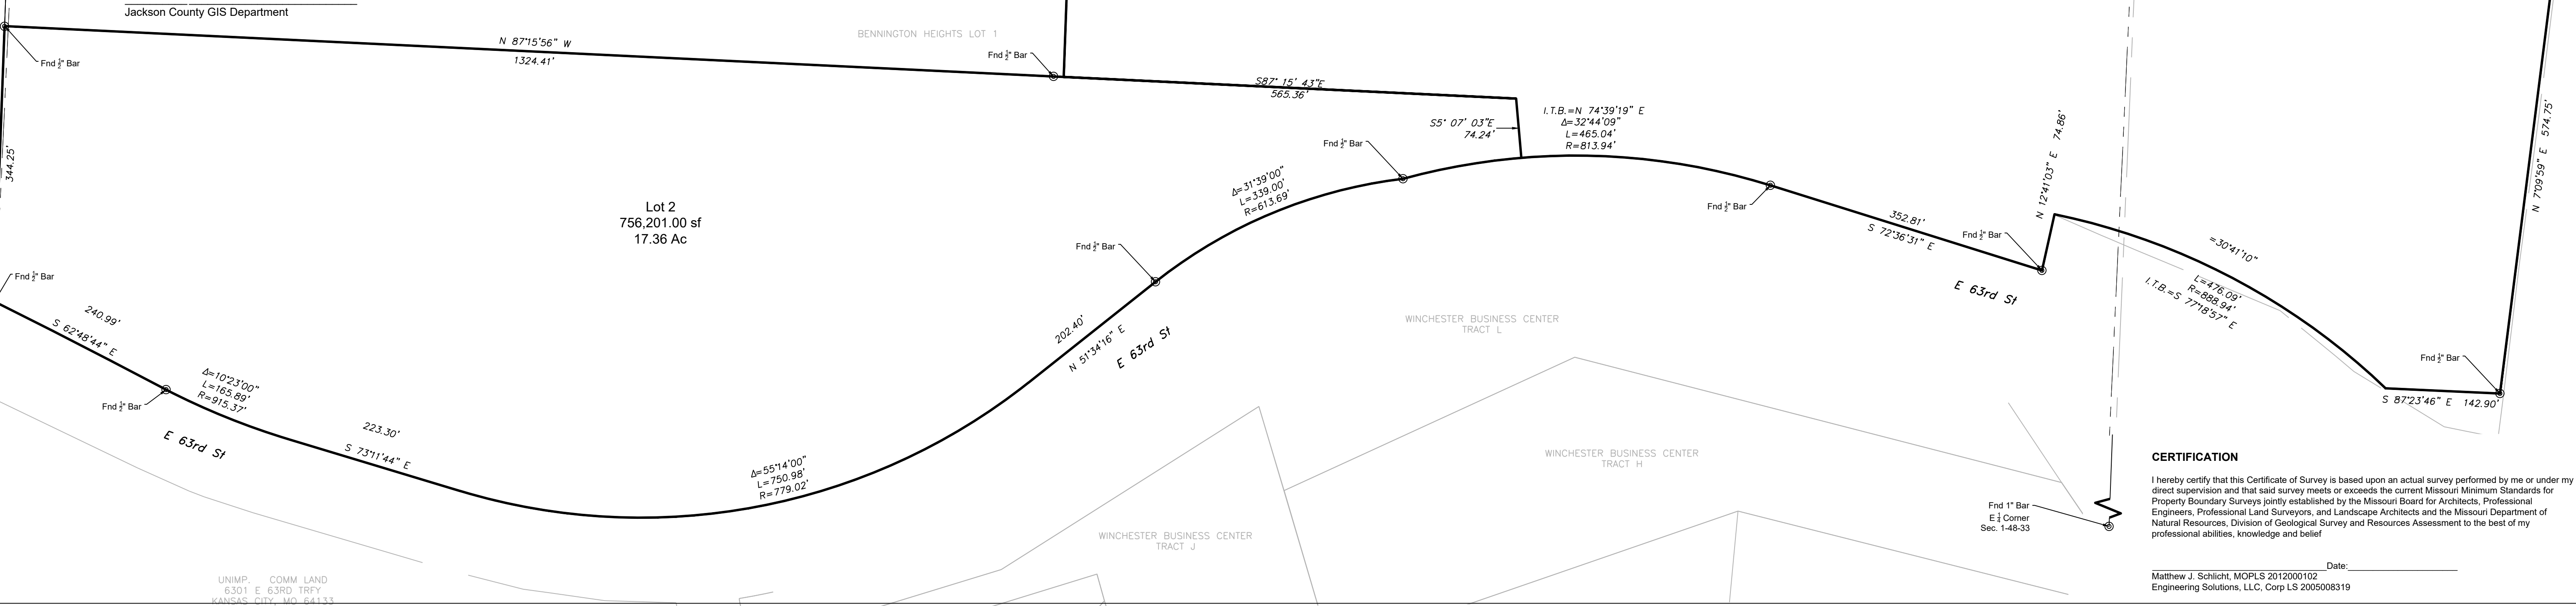 Jackson County GIS Department
Fnd ½" Bar
N 87°15'56" W
1324.41'
BENNINGTON HEIGHTS LOT 1
Fnd ½" Bar
S87° 15' 43"E
565.36'
S5° 07' 03"E
74.24'
I.T.B.=N 74°39'19" E
Δ=32°44'09"
L=465.04'
R=813.94'
Fnd ½" Bar
344.25'
Lot 2
756,201.00 sf
17.36 Ac
Δ=31°39'00"
L=339.00'
R=613.69'
Fnd ½" Bar
352.81'
S 72°36'31" E
Fnd ½" Bar
N 12°41'03" E 74.86'
E 63rd St
=30°41'10"
L=476.09'
R=888.94'
I.T.B.=S 77°18'57" E
N 7°09'59" E 574.75'
Fnd ½" Bar
Fnd ½" Bar
240.99'
S 62°48'44" E
Δ=10°23'00"
L=165.89'
R=915.37'
Fnd ½" Bar
E 63rd St
223.30'
S 73°11'44" E
Δ=55°14'00"
L=750.98'
R=779.02'
202.40'
N 51°34'16" E
E 63rd St
WINCHESTER BUSINESS CENTER
TRACT L
Fnd ½" Bar
S 87°23'46" E 142.90'
WINCHESTER BUSINESS CENTER
TRACT H
WINCHESTER BUSINESS CENTER
TRACT J
UNIMP. COMM LAND
6301 E 63RD TRFY
KANSAS CITY, MO 64133
Fnd 1" Bar
E ¼ Corner
Sec. 1-48-33
CERTIFICATION
I hereby certify that this Certificate of Survey is based upon an actual survey performed by me or under my
direct supervision and that said survey meets or exceeds the current Missouri Minimum Standards for
Property Boundary Surveys jointly established by the Missouri Board for Architects, Professional
Engineers, Professional Land Surveyors, and Landscape Architects and the Missouri Department of
Natural Resources, Division of Geological Survey and Resources Assessment to the best of my
professional abilities, knowledge and belief
Date:
Matthew J. Schlicht, MOPLS 2012000102
Engineering Solutions, LLC, Corp LS 2005008319